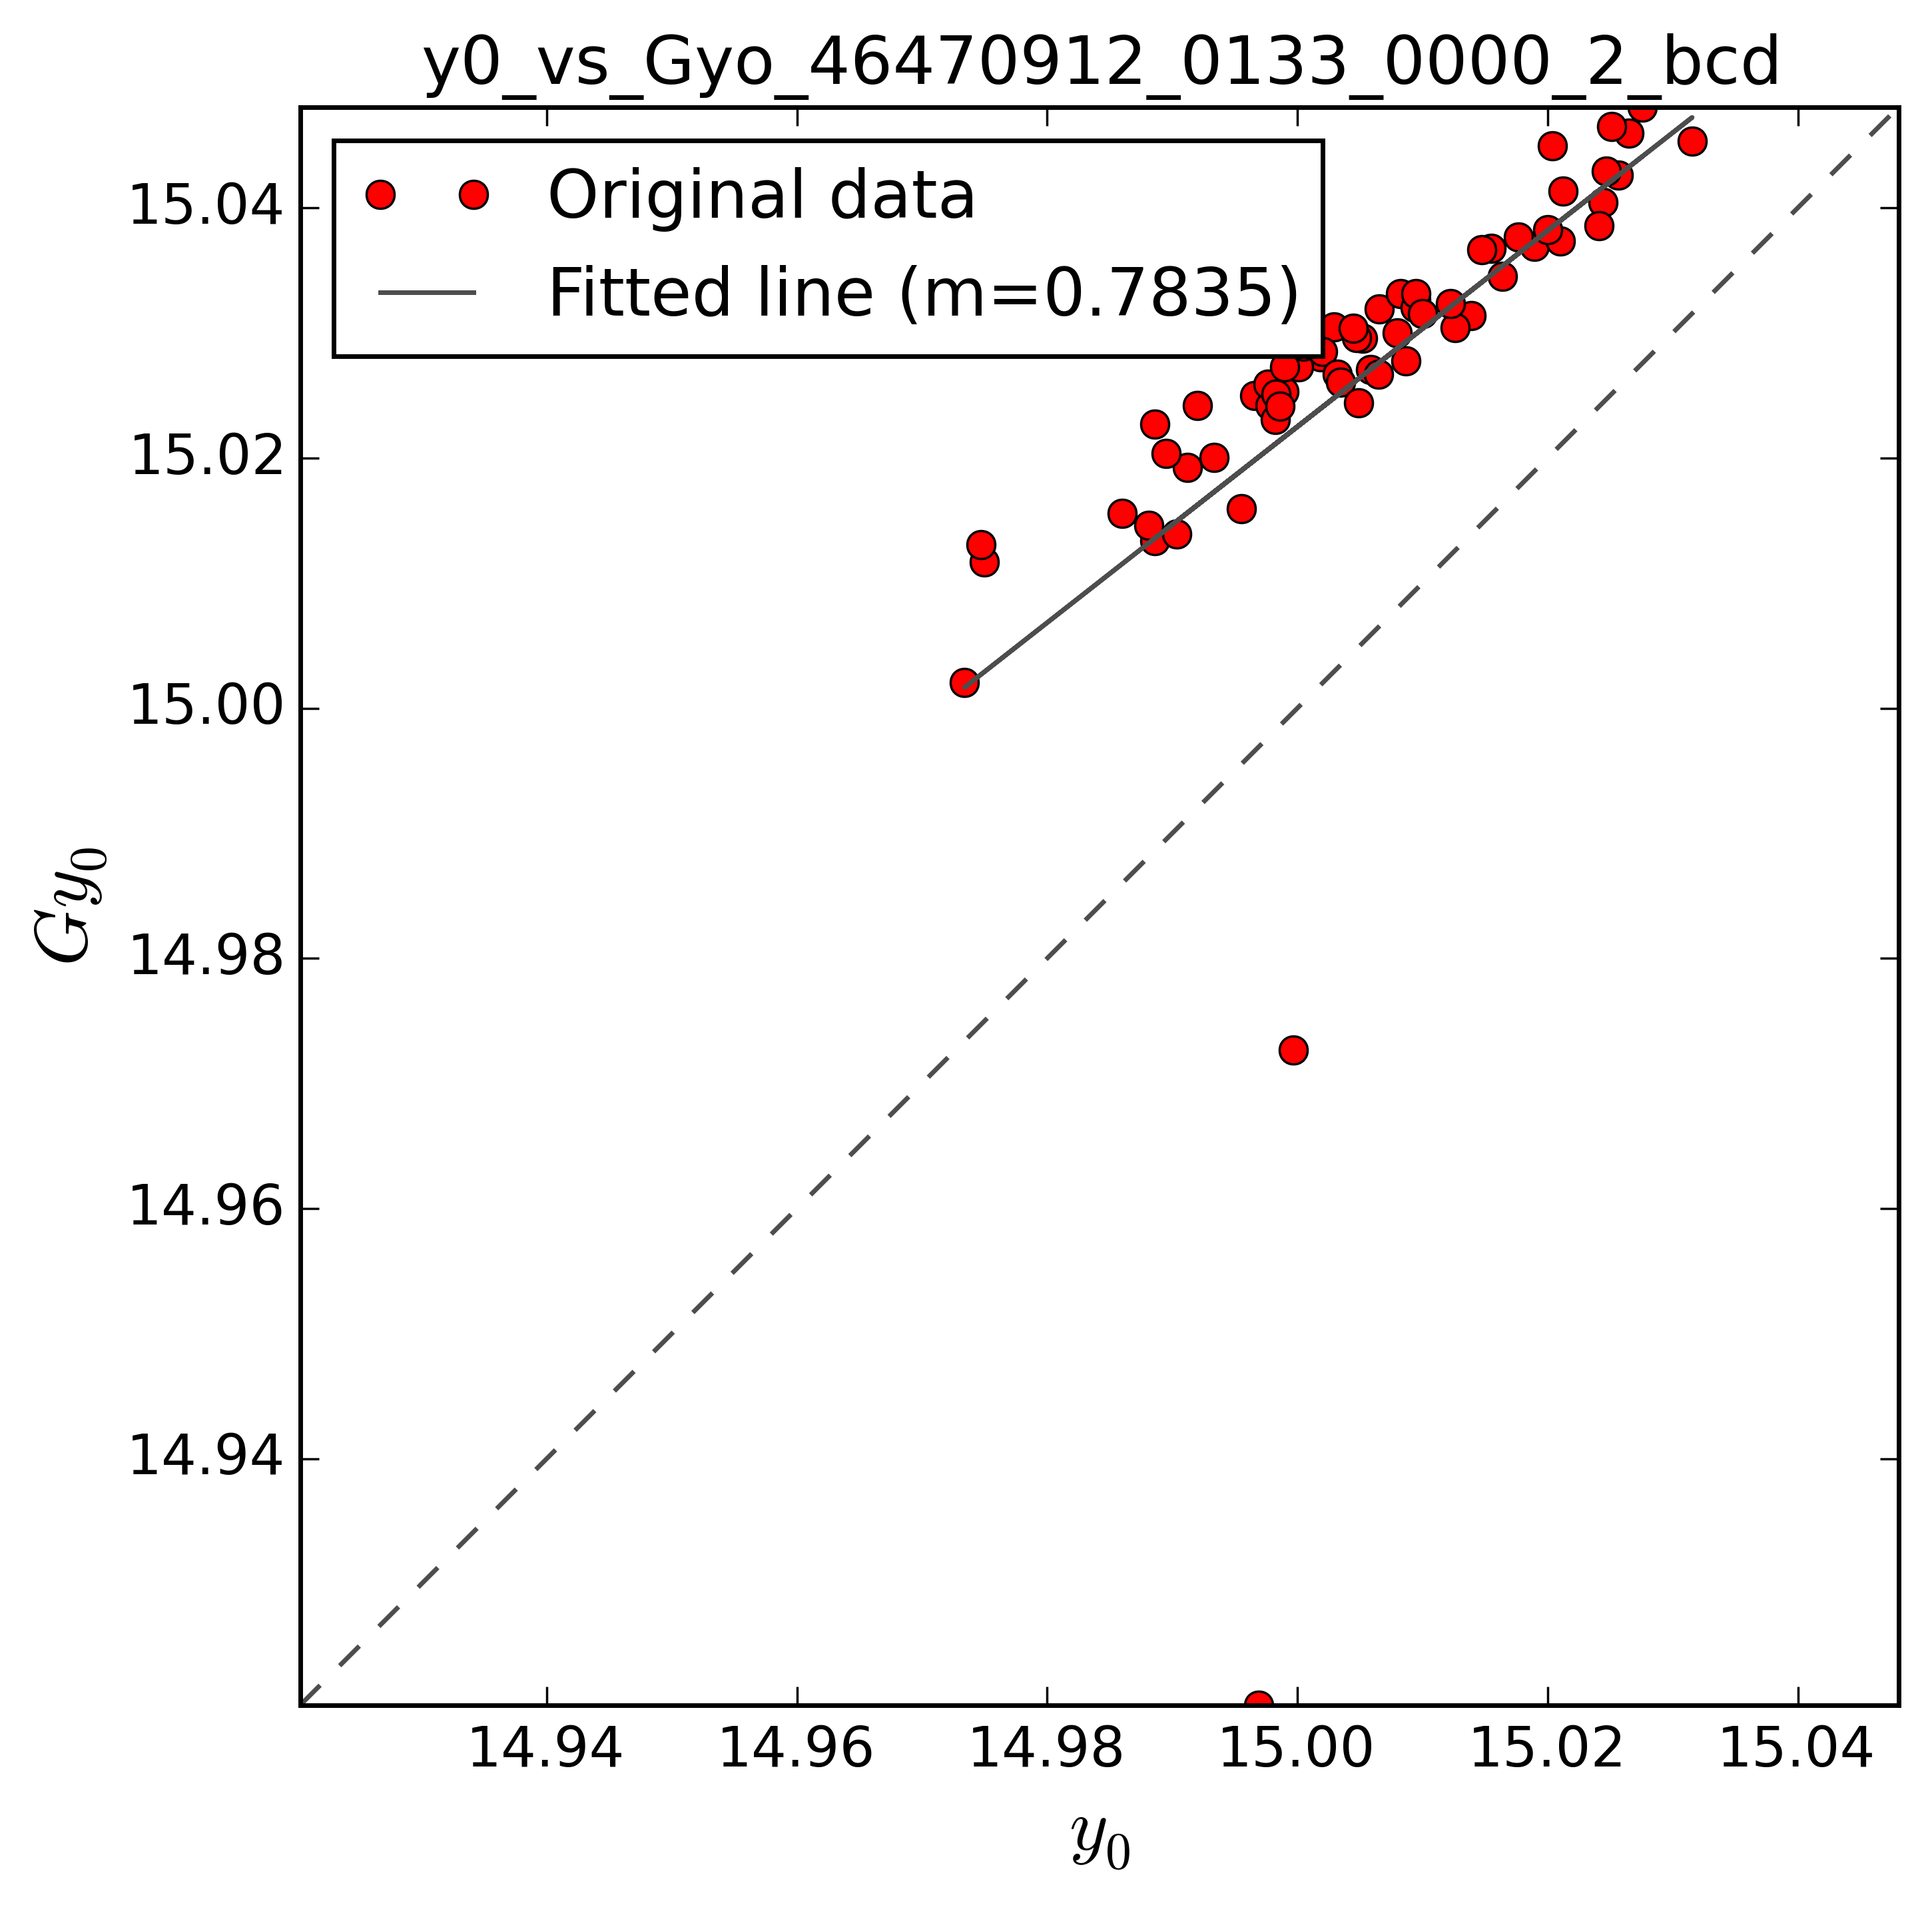 y0_vs_Gyo_46470912_0133_0000_2_bcd
Original data
Fitted line (m=0.7835)
15.04
15.02
15.00
14.98
14.96
14.94
Gy₀
14.94 14.96 14.98 15.00 15.02 15.04
y₀